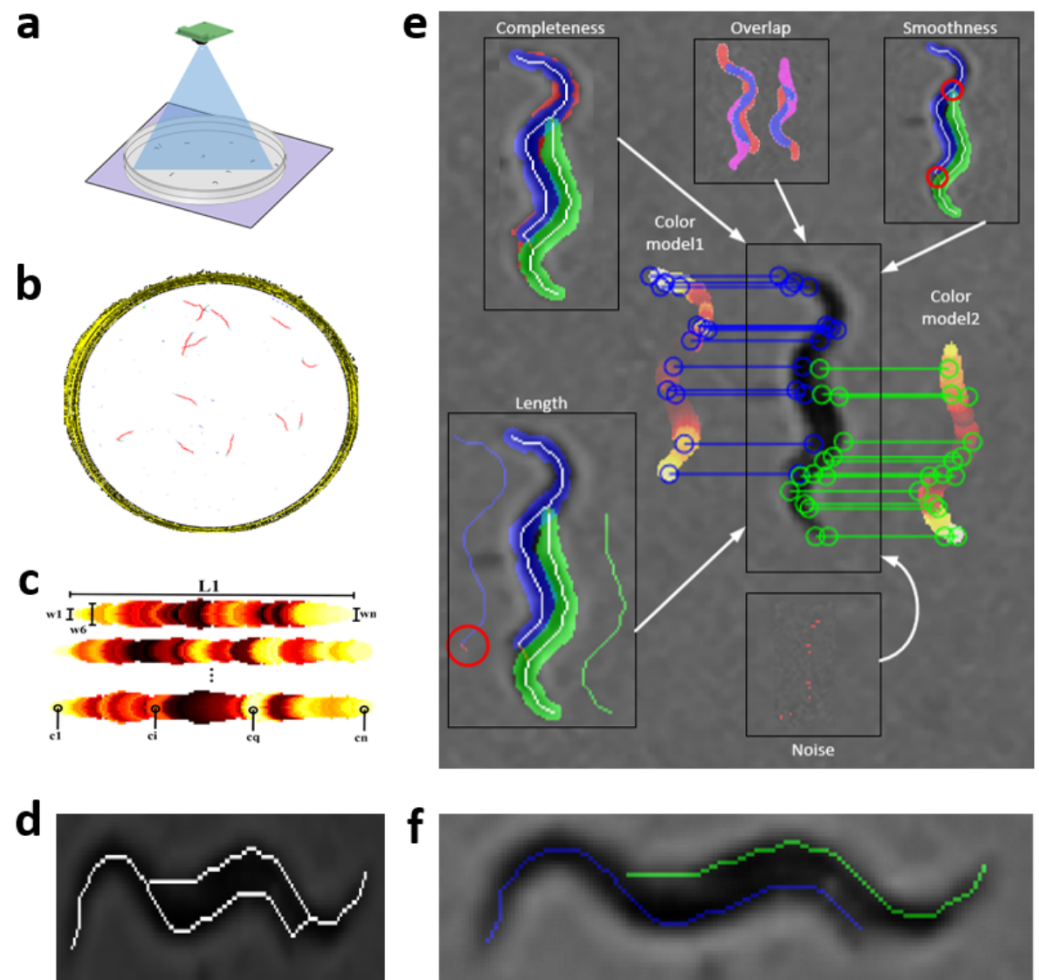 a
b
c
L1
w1
w6
wn
⋮
c1
ci
cq
cn
d
e
Completeness
Overlap
Smoothness
Color
model1
Color
model2
Length
Noise
f